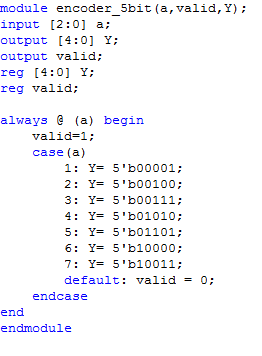 module encoder_5bit(a,valid,Y);
input [2:0] a;
output [4:0] Y;
output valid;
reg [4:0] Y;
reg valid;

always @ (a) begin
    valid=1;
    case(a)
        1: Y= 5'b00001;
        2: Y= 5'b00100;
        3: Y= 5'b00111;
        4: Y= 5'b01010;
        5: Y= 5'b01101;
        6: Y= 5'b10000;
        7: Y= 5'b10011;
        default: valid = 0;
    endcase
end
endmodule